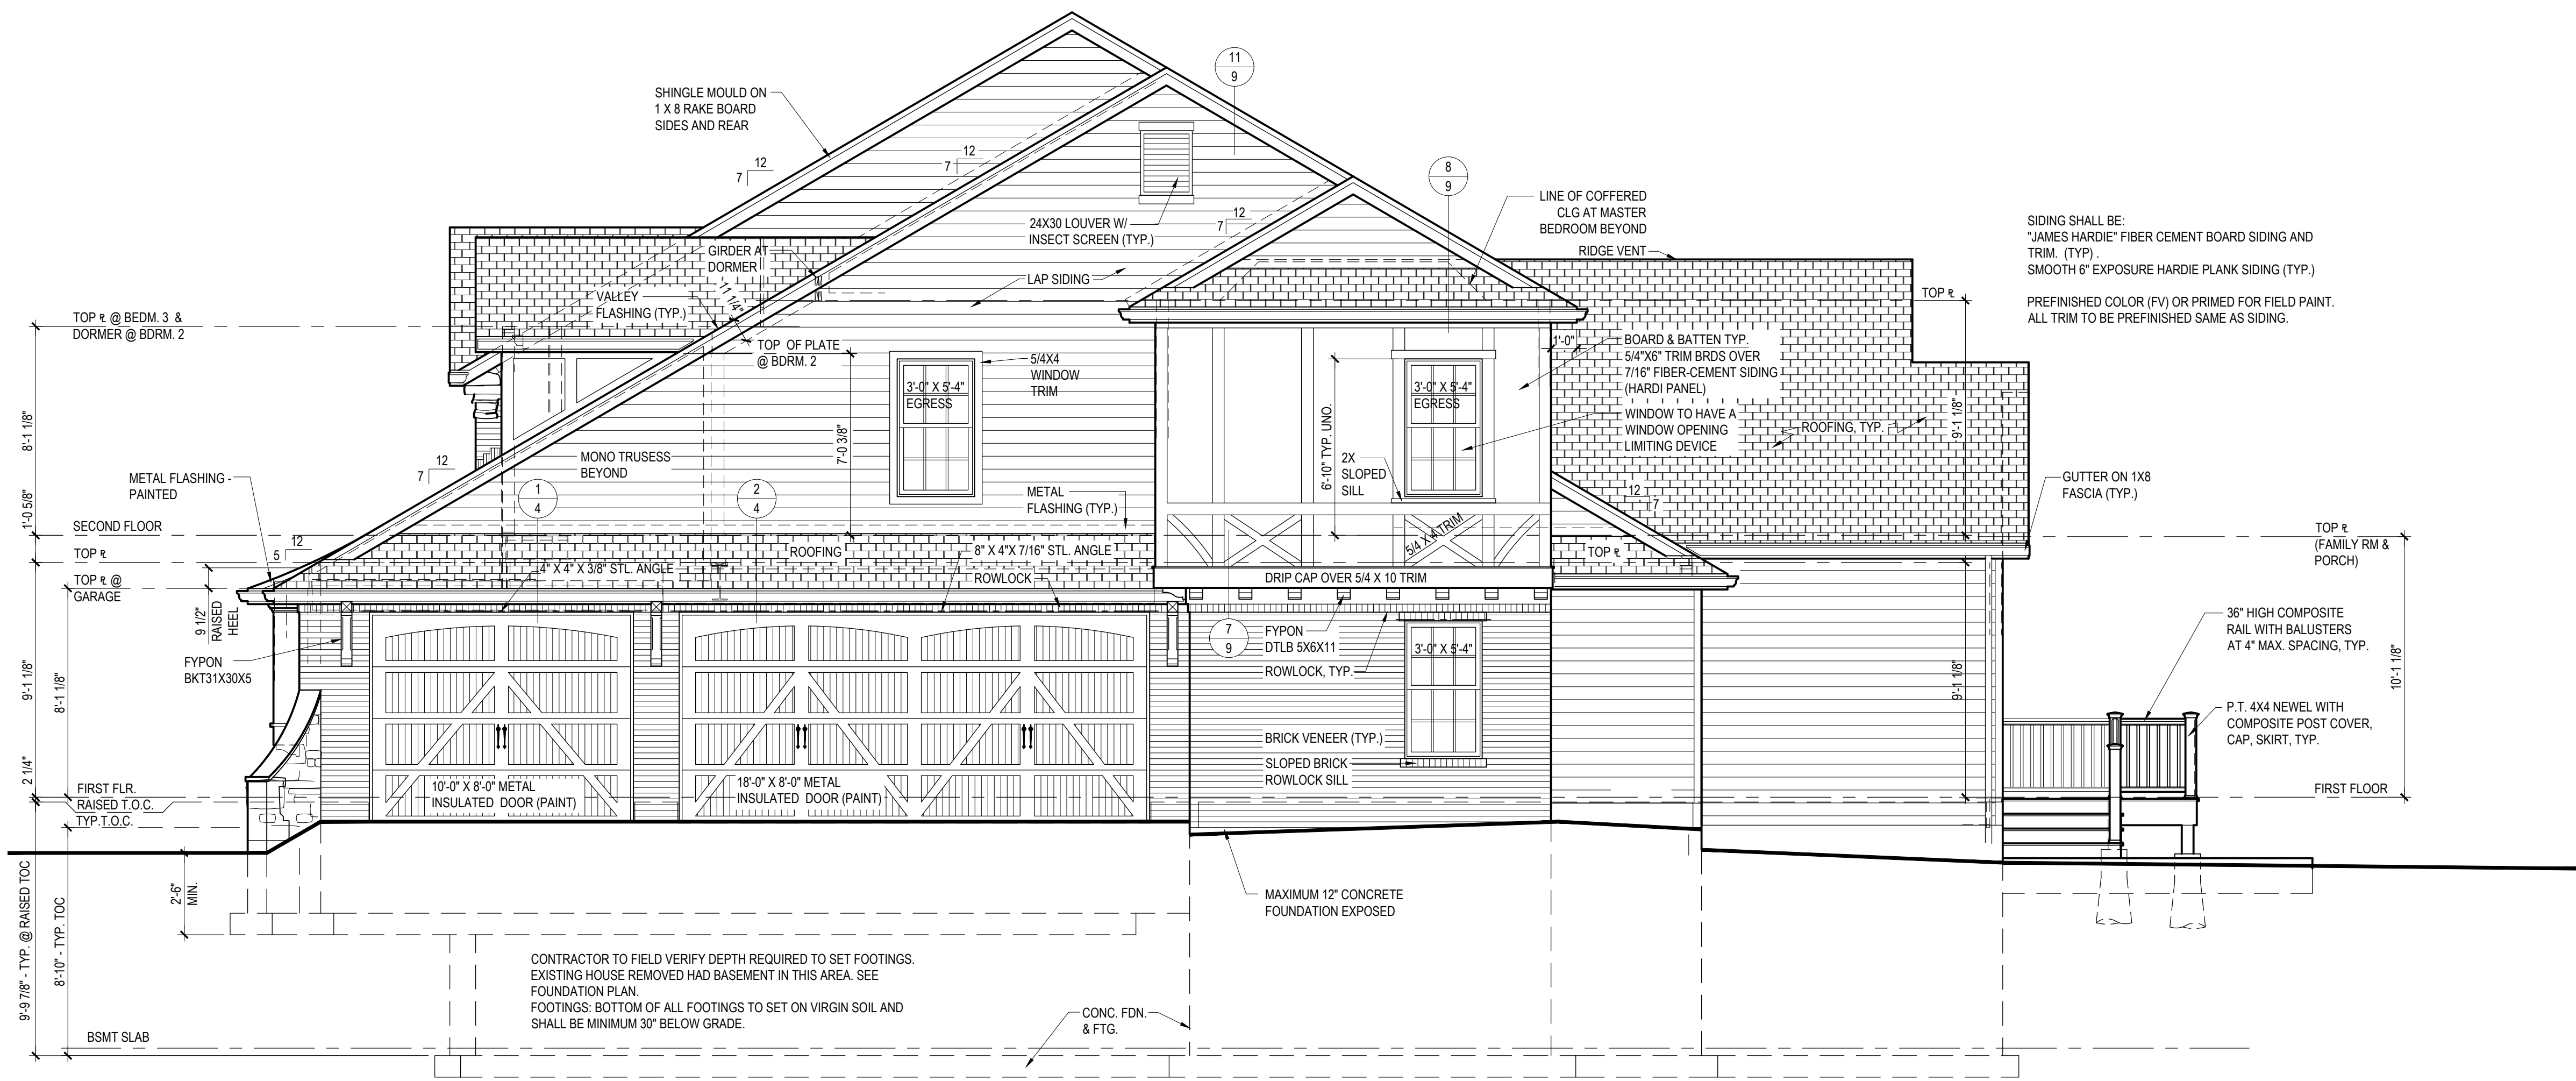 11
9
SHINGLE MOULD ON
1 X 8 RAKE BOARD
SIDES AND REAR
12
7
12
7
8
9
LINE OF COFFERED
CLG AT MASTER
BEDROOM BEYOND
24X30 LOUVER W/
INSECT SCREEN (TYP.)
12
7
RIDGE VENT
SIDING SHALL BE:
"JAMES HARDIE" FIBER CEMENT BOARD SIDING AND
TRIM. (TYP) .
SMOOTH 6" EXPOSURE HARDIE PLANK SIDING (TYP.)
PREFINISHED COLOR (FV) OR PRIMED FOR FIELD PAINT.
ALL TRIM TO BE PREFINISHED SAME AS SIDING.
GIRDER AT
DORMER
LAP SIDING
11 1/4"
VALLEY
FLASHING (TYP.)
TOP ℄
TOP ℄ @ BEDM. 3 &
DORMER @ BDRM. 2
TOP OF PLATE
@ BDRM. 2
5/4X4
WINDOW
TRIM
1'-0"
BOARD & BATTEN TYP.
5/4"X6" TRIM BRDS OVER
7/16" FIBER-CEMENT SIDING
(HARDI PANEL)
3'-0" X 5'-4"
EGRESS
3'-0" X 5'-4"
EGRESS
WINDOW TO HAVE A
WINDOW OPENING
LIMITING DEVICE
ROOFING, TYP.
9'-1 1/8"
8'-1 1/8"
7'-0 3/8"
6'-10" TYP. UNO.
MONO TRUSESS
BEYOND
12
7
2X
SLOPED
SILL
METAL FLASHING -
PAINTED
1
4
2
4
METAL
FLASHING (TYP.)
12
7
GUTTER ON 1X8
FASCIA (TYP.)
1'-0 5/8"
SECOND FLOOR
TOP ℄
12
5
ROOFING
8" X 4"X 7/16" STL. ANGLE
5/4 X 4 TRIM
TOP ℄
TOP ℄
(FAMILY RM &
PORCH)
TOP ℄ @
GARAGE
4" X 4" X 3/8" STL. ANGLE
ROWLOCK
DRIP CAP OVER 5/4 X 10 TRIM
9 1/2"
RAISED
HEEL
FYPON
BKT31X30X5
7
9
FYPON
DTLB 5X6X11
ROWLOCK, TYP.
3'-0" X 5'-4"
36" HIGH COMPOSITE
RAIL WITH BALUSTERS
AT 4" MAX. SPACING, TYP.
9'-1 1/8"
8'-1 1/8"
9'-1 1/8"
10'-1 1/8"
P.T. 4X4 NEWEL WITH
COMPOSITE POST COVER,
CAP, SKIRT, TYP.
BRICK VENEER (TYP.)
SLOPED BRICK
ROWLOCK SILL
2 1/4"
10'-0" X 8'-0" METAL
INSULATED DOOR (PAINT)
18'-0" X 8'-0" METAL
INSULATED DOOR (PAINT)
FIRST FLR.
RAISED T.O.C.
TYP.T.O.C.
FIRST FLOOR
2'-6"
MIN.
MAXIMUM 12" CONCRETE
FOUNDATION EXPOSED
9'-9 7/8" - TYP. @ RAISED TOC
8'-10" - TYP. TOC
CONTRACTOR TO FIELD VERIFY DEPTH REQUIRED TO SET FOOTINGS.
EXISTING HOUSE REMOVED HAD BASEMENT IN THIS AREA. SEE
FOUNDATION PLAN.
FOOTINGS: BOTTOM OF ALL FOOTINGS TO SET ON VIRGIN SOIL AND
SHALL BE MINIMUM 30" BELOW GRADE.
CONC. FDN.
& FTG.
BSMT SLAB